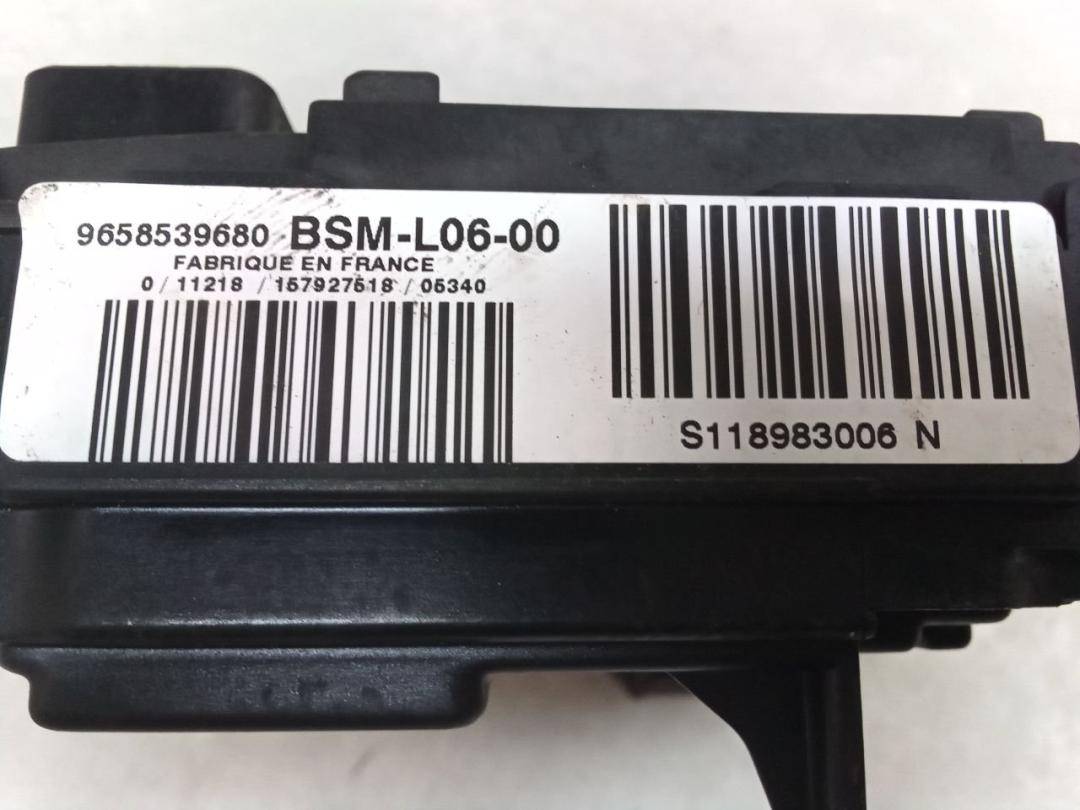 9658539680 BSM-L06-00
FABRIQUE EN FRANCE
0 / 11218 / 157927518 / 05340
S118983006 N